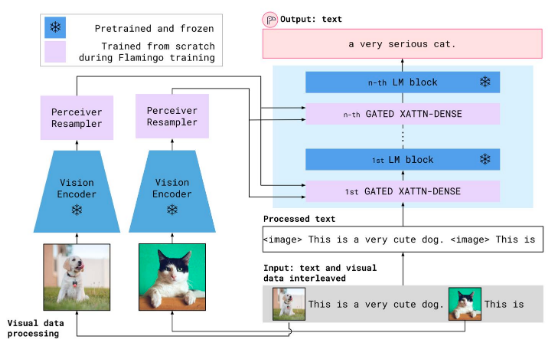 Pretrained and frozen
Trained from scratch
during Flamingo training
Output: text
a very serious cat.
n-th LM block
n-th GATED XATTN-DENSE
1st LM block
1st GATED XATTN-DENSE
Perceiver
Resampler
Perceiver
Resampler
Vision
Encoder
Vision
Encoder
Processed text
<image> This is a very cute dog. <image> This is
Input: text and visual
data interleaved
This is a very cute dog.
This is
Visual data
processing